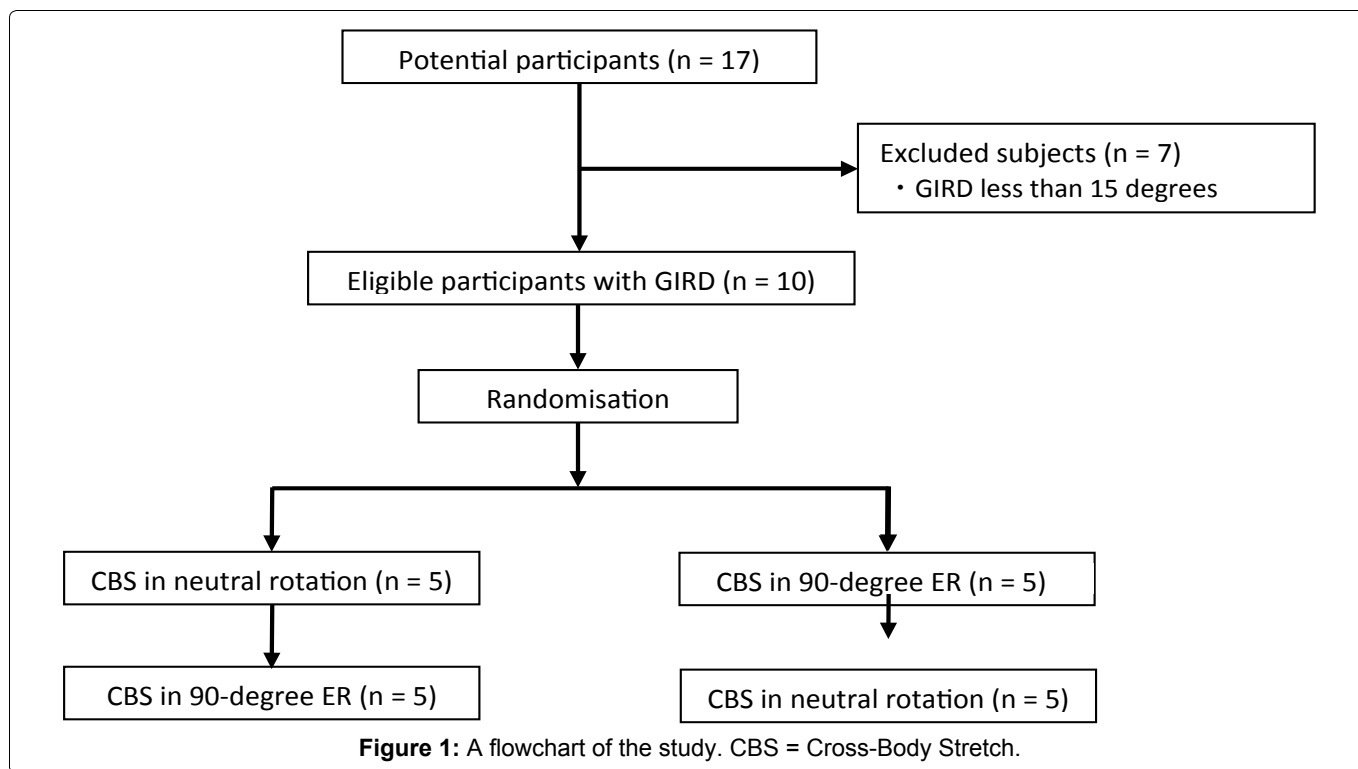 Potential participants (n = 17)
Excluded subjects (n = 7)
・ GIRD less than 15 degrees
Eligible participants with GIRD (n = 10)
Randomisation
CBS in neutral rotation (n = 5)
CBS in 90-degree ER (n = 5)
CBS in 90-degree ER (n = 5)
CBS in neutral rotation (n = 5)
Figure 1: A flowchart of the study. CBS = Cross-Body Stretch.